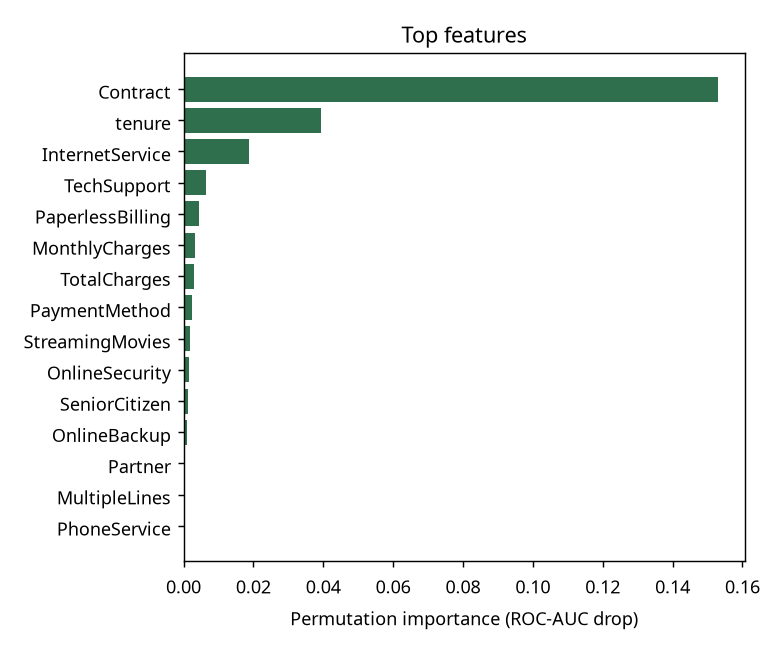 Top features
Contract
tenure
InternetService
TechSupport
PaperlessBilling
MonthlyCharges
TotalCharges
PaymentMethod
StreamingMovies
OnlineSecurity
SeniorCitizen
OnlineBackup
Partner
MultipleLines
PhoneService
0.00 0.02 0.04 0.06 0.08 0.10 0.12 0.14 0.16
Permutation importance (ROC-AUC drop)